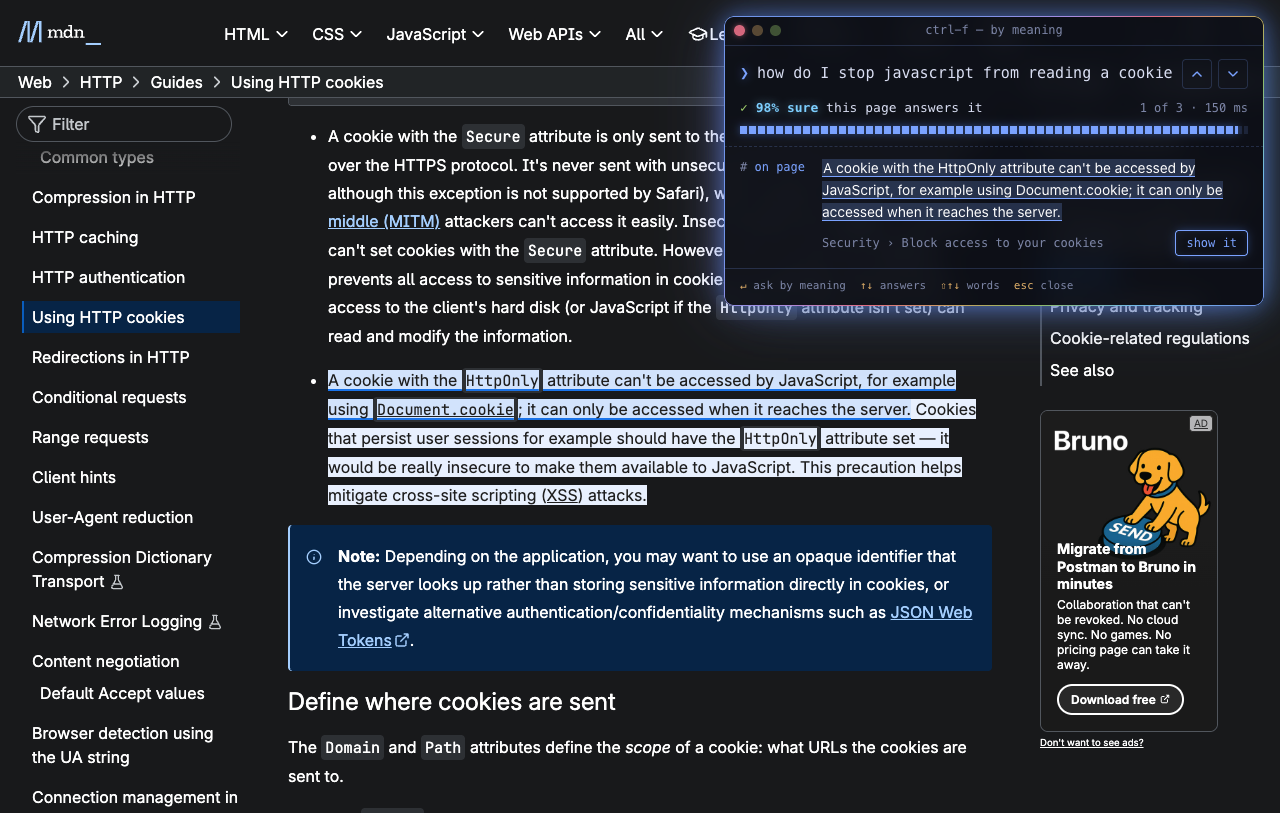 mdn_
HTML
CSS
JavaScript
Web APIs
All
Le
Web
HTTP
Guides
Using HTTP cookies
Filter
Common types
Compression in HTTP
HTTP caching
HTTP authentication
Using HTTP cookies
Redirections in HTTP
Conditional requests
Range requests
Client hints
User-Agent reduction
Compression Dictionary
Transport
Network Error Logging
Content negotiation
Default Accept values
Browser detection using
the UA string
Connection management in
A cookie with the Secure attribute is only sent to the
over the HTTPS protocol. It's never sent with unsecu
although this exception is not supported by Safari), w
middle (MITM) attackers can't access it easily. Insec
can't set cookies with the Secure attribute. Howeve
prevents all access to sensitive information in cookie
access to the client's hard disk (or JavaScript if the HttpOnly attribute isn't set) can
read and modify the information.
A cookie with the HttpOnly attribute can't be accessed by JavaScript, for example
using Document.cookie; it can only be accessed when it reaches the server. Cookies
that persist user sessions for example should have the HttpOnly attribute set — it
would be really insecure to make them available to JavaScript. This precaution helps
mitigate cross-site scripting (XSS) attacks.
Note: Depending on the application, you may want to use an opaque identifier that
the server looks up rather than storing sensitive information directly in cookies, or
investigate alternative authentication/confidentiality mechanisms such as JSON Web
Tokens.
Define where cookies are sent
The Domain and Path attributes define the scope of a cookie: what URLs the cookies are
sent to.
ctrl-f — by meaning
❯ how do I stop javascript from reading a cookie
✓ 98% sure this page answers it
1 of 3 · 150 ms
# on page
A cookie with the HttpOnly attribute can't be accessed by
JavaScript, for example using Document.cookie; it can only be
accessed when it reaches the server.
Security › Block access to your cookies
show it
↵ ask by meaning ↑↓ answers ⇧↑↓ words esc close
Privacy and tracking
Cookie-related regulations
See also
AD
Bruno
SEND
Migrate from
Postman to Bruno in
minutes
Collaboration that can't
be revoked. No cloud
sync. No games. No
pricing page can take it
away.
Download free
Don't want to see ads?